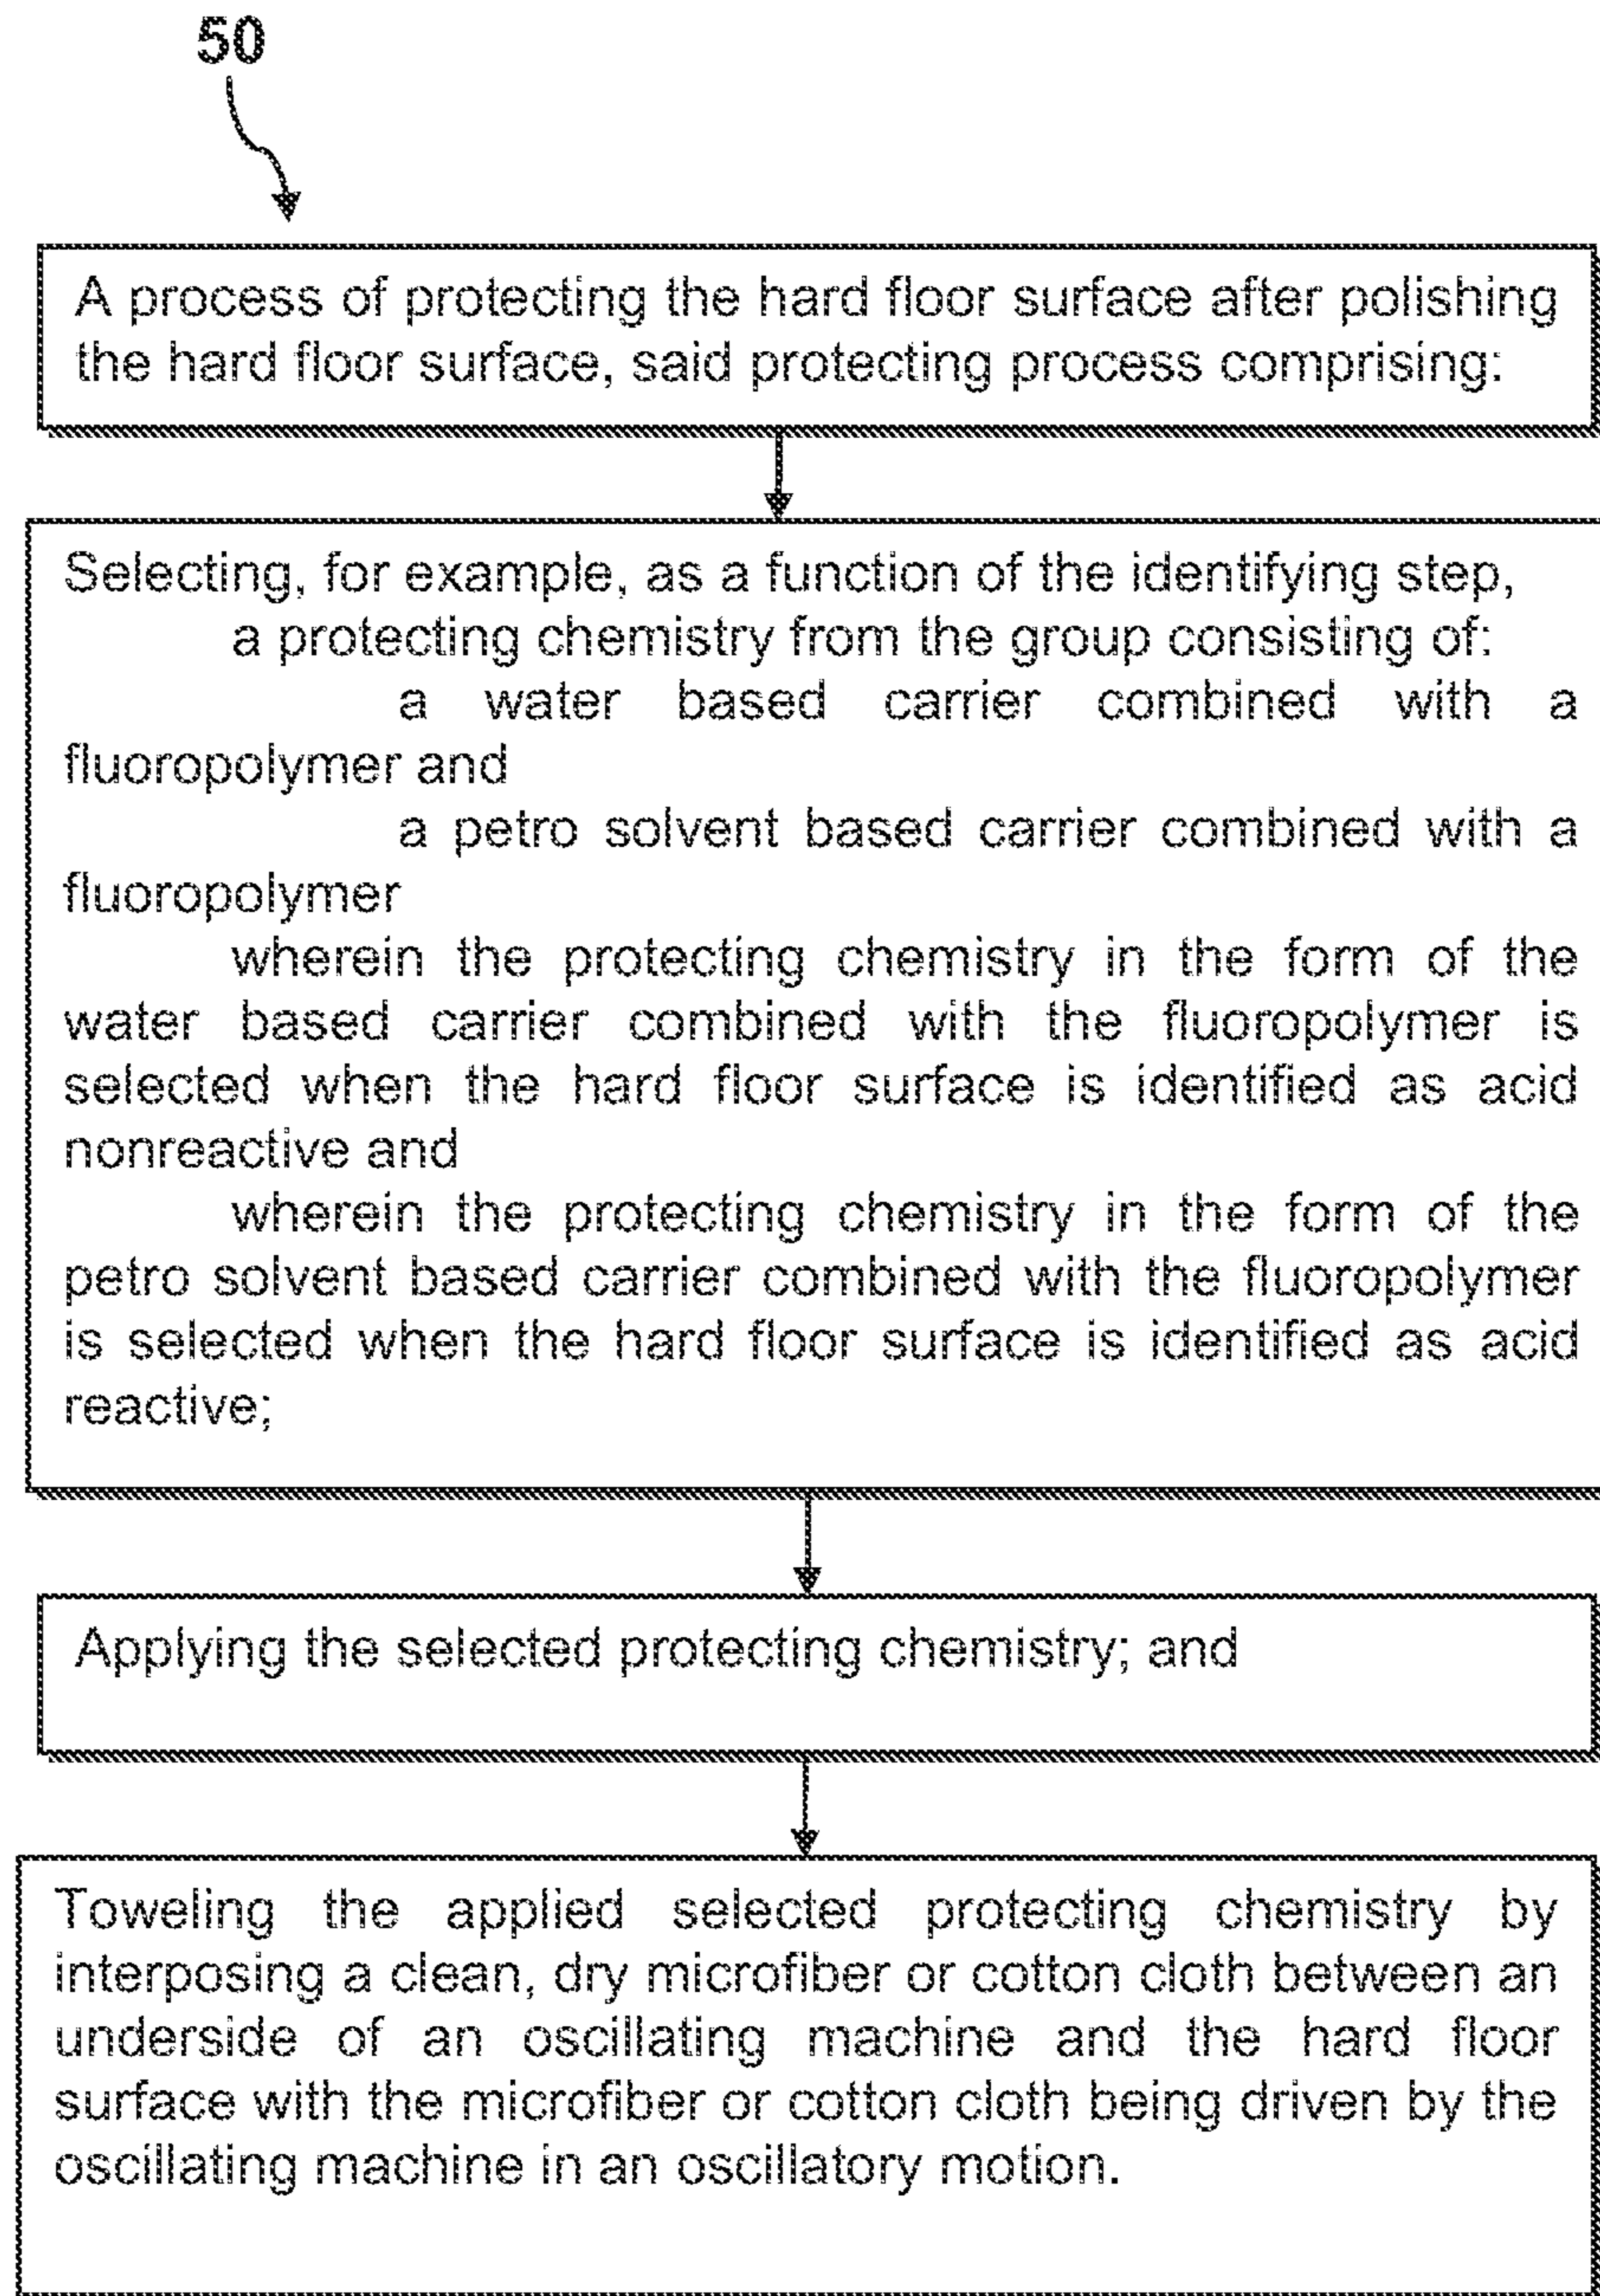 50
A process of protecting the hard floor surface after polishing
the hard floor surface, said protecting process comprising:
Selecting, for example, as a function of the identifying step,
a protecting chemistry from the group consisting of:
a water based carrier combined with a
fluoropolymer and
a petro solvent based carrier combined with a
fluoropolymer
wherein the protecting chemistry in the form of the
water based carrier combined with the fluoropolymer is
selected when the hard floor surface is identified as acid
nonreactive and
wherein the protecting chemistry in the form of the
petro solvent based carrier combined with the fluoropolymer
is selected when the hard floor surface is identified as acid
reactive;
Applying the selected protecting chemistry; and
Toweling the applied selected protecting chemistry by
interposing a clean, dry microfiber or cotton cloth between an
underside of an oscillating machine and the hard floor
surface with the microfiber or cotton cloth being driven by the
oscillating machine in an oscillatory motion.